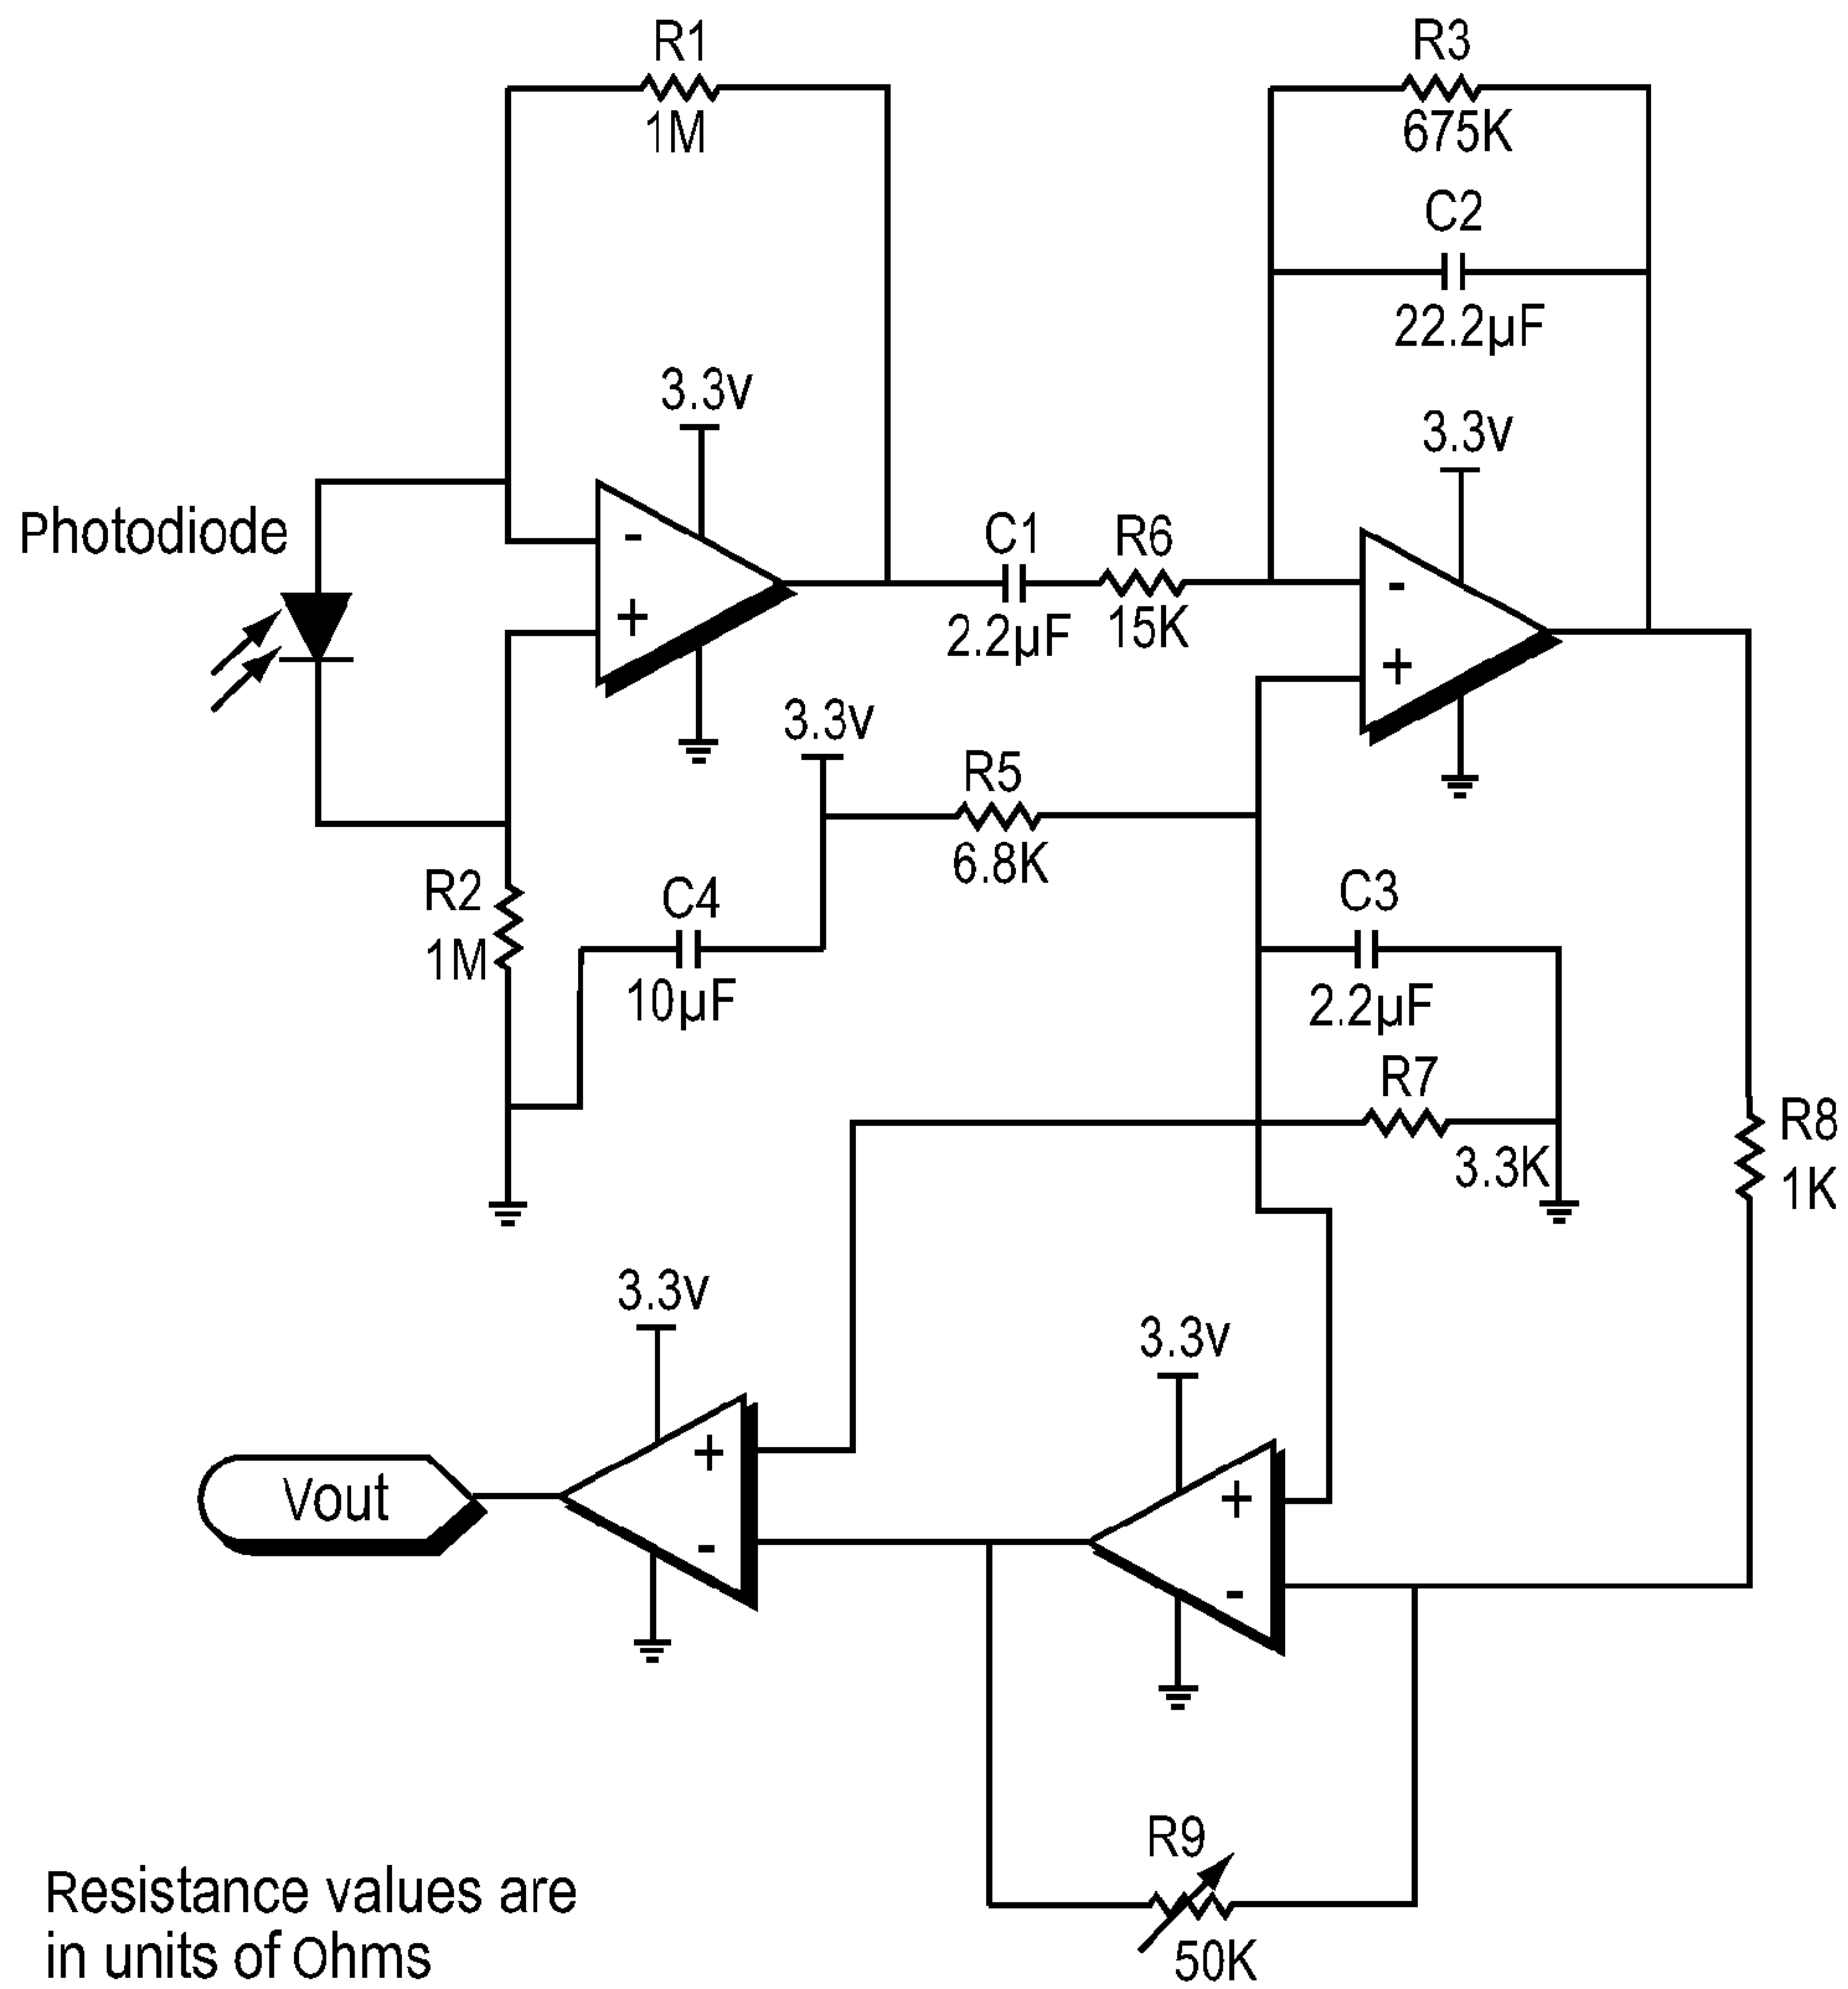 R1
1M
R3
675K
C2
22.2µF
3.3v
3.3v
Photodiode
-
+
C1
2.2µF
R6
15K
-
+
3.3v
R5
6.8K
R2
1M
C4
10µF
C3
2.2µF
R7
3.3K
R8
1K
3.3v
3.3v
+
-
Vout
+
-
R9
50K
Resistance values are
in units of Ohms